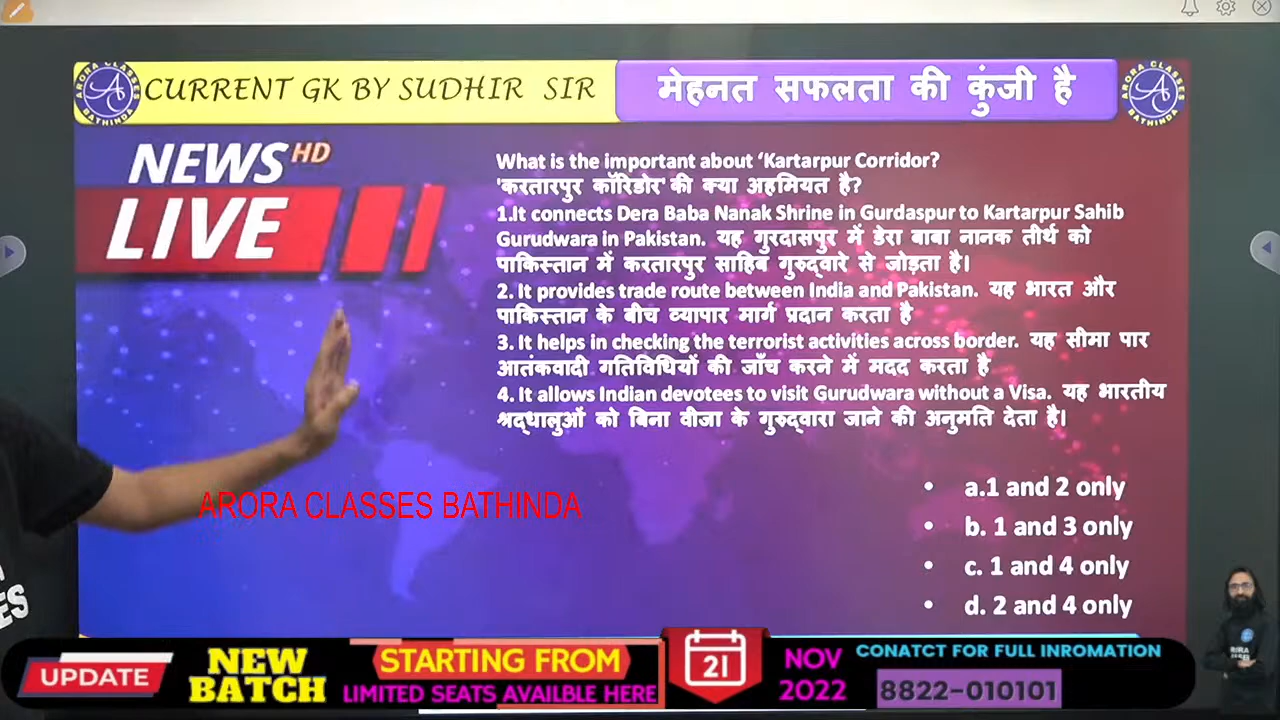 CURRENT GK BY SUDHIR SIR
मेहनत सफलता की कुंजी है
ARORA CLASSES
BATHINDA
ARORA CLASSES
BATHINDA
NEWS HD
LIVE
What is the important about ‘Kartarpur Corridor?
'करतारपुर कॉरिडोर' की क्या अहमियत है?
1.It connects Dera Baba Nanak Shrine in Gurdaspur to Kartarpur Sahib
Gurudwara in Pakistan. यह गुरदासपुर में डेरा बाबा नानक तीर्थ को
पाकिस्तान में करतारपुर साहिब गुरुद्वारे से जोड़ता है।
2. It provides trade route between India and Pakistan. यह भारत और
पाकिस्तान के बीच व्यापार मार्ग प्रदान करता है
3. It helps in checking the terrorist activities across border. यह सीमा पार
आतंकवादी गतिविधियों की जाँच करने में मदद करता है
4. It allows Indian devotees to visit Gurudwara without a Visa. यह भारतीय
श्रद्धालुओं को बिना वीजा के गुरुद्वारा जाने की अनुमति देता है।
ARORA CLASSES BATHINDA
• a.1 and 2 only
• b. 1 and 3 only
• c. 1 and 4 only
• d. 2 and 4 only
UPDATE
NEW
BATCH
STARTING FROM
LIMITED SEATS AVAILBLE HERE
21
NOV
2022
CONATCT FOR FULL INROMATION
8822-010101